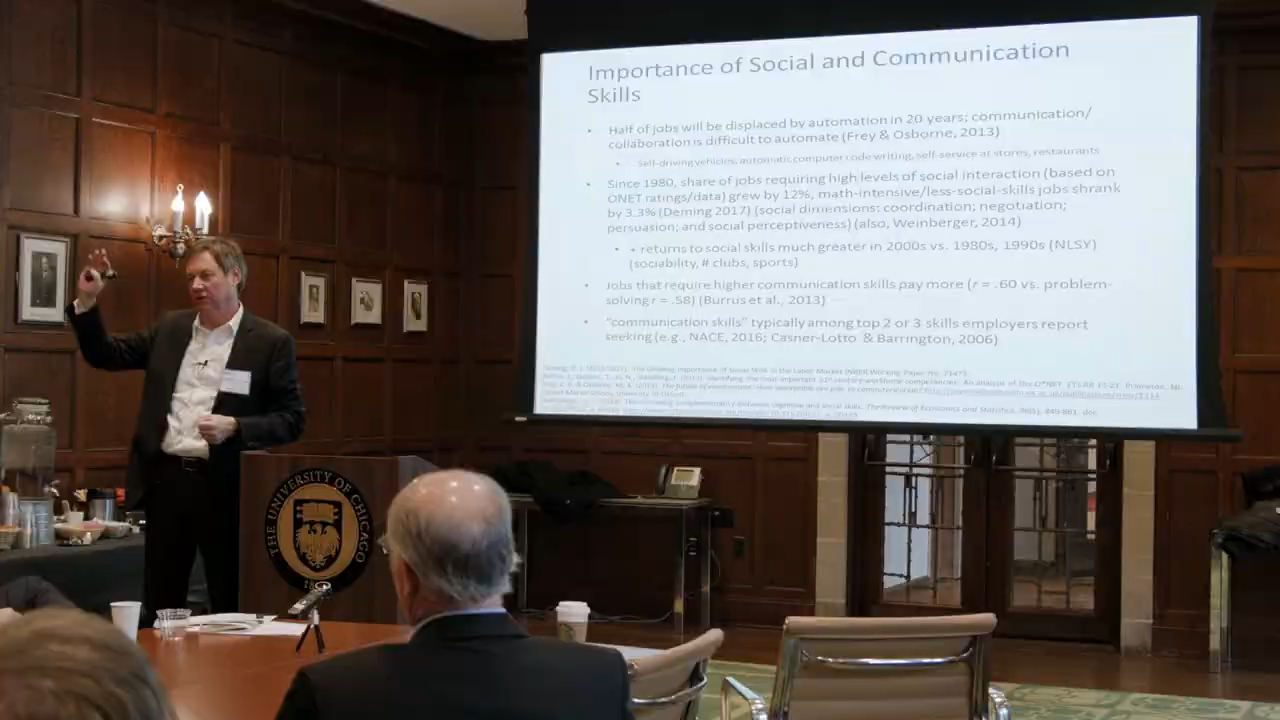 Importance of Social and Communication
Skills
Half of jobs will be displaced by automation in 20 years; communication/
collaboration is difficult to automate (Frey & Osborne, 2013)
Self-driving vehicles, automatic computer code writing, self-service at stores, restaurants
Since 1980, share of jobs requiring high levels of social interaction (based on
ONET ratings/data) grew by 12%, math-intensive/less-social-skills jobs shrank
by 3.3% (Deming 2017) (social dimensions: coordination; negotiation;
persuasion; and social perceptiveness) (also, Weinberger, 2014)
+ returns to social skills much greater in 2000s vs. 1980s, 1990s (NLSY)
(sociability, # clubs, sports)
Jobs that require higher communication skills pay more (r = .60 vs. problem-
solving r = .58) (Burrus et al., 2013)
"communication skills" typically among top 2 or 3 skills employers report
seeking (e.g., NACE, 2016; Casner-Lotto & Barrington, 2006)
THE UNIVERSITY OF CHICAGO